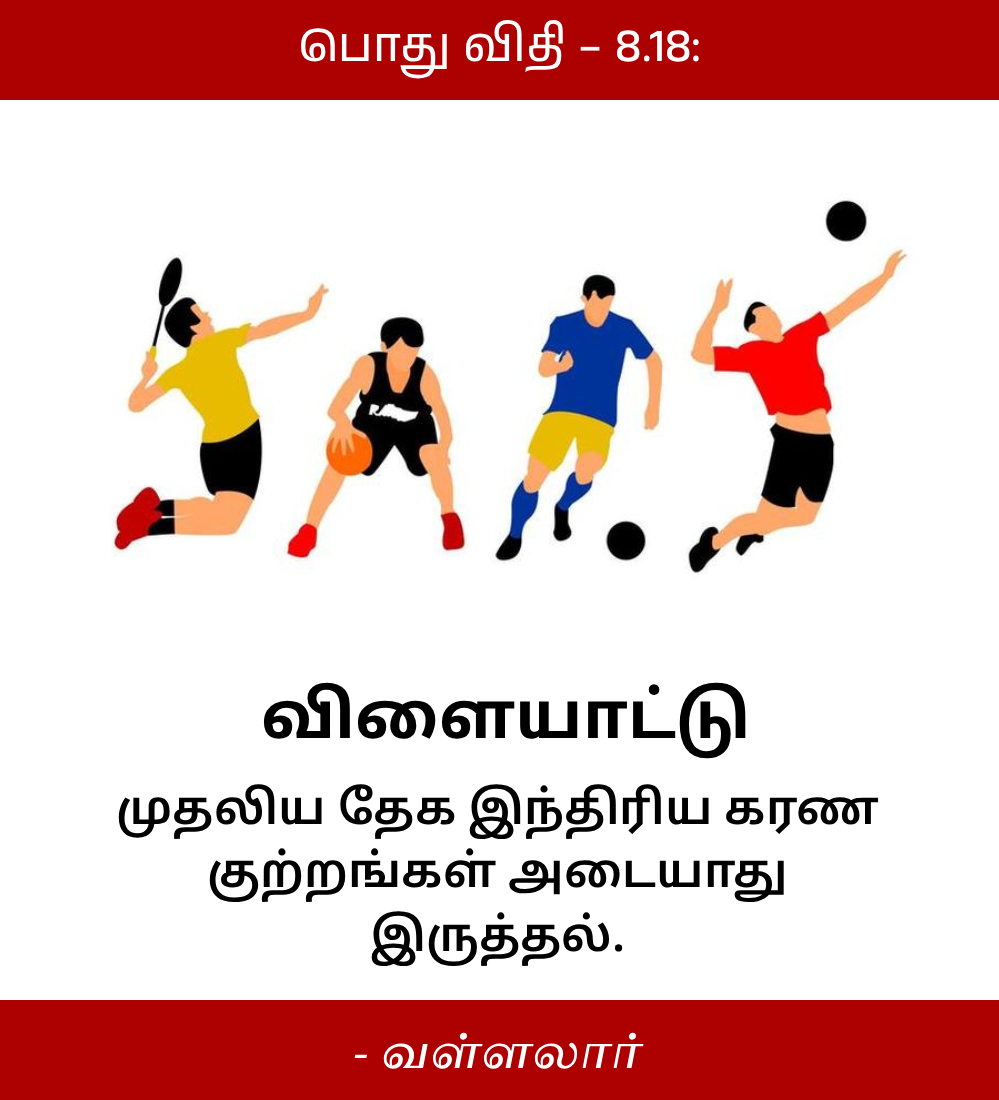 பொது விதி – 8.18:
விளையாட்டு
முதலிய தேக இந்திரிய கரண
குற்றங்கள் அடையாது
இருத்தல்.
- வள்ளலார்